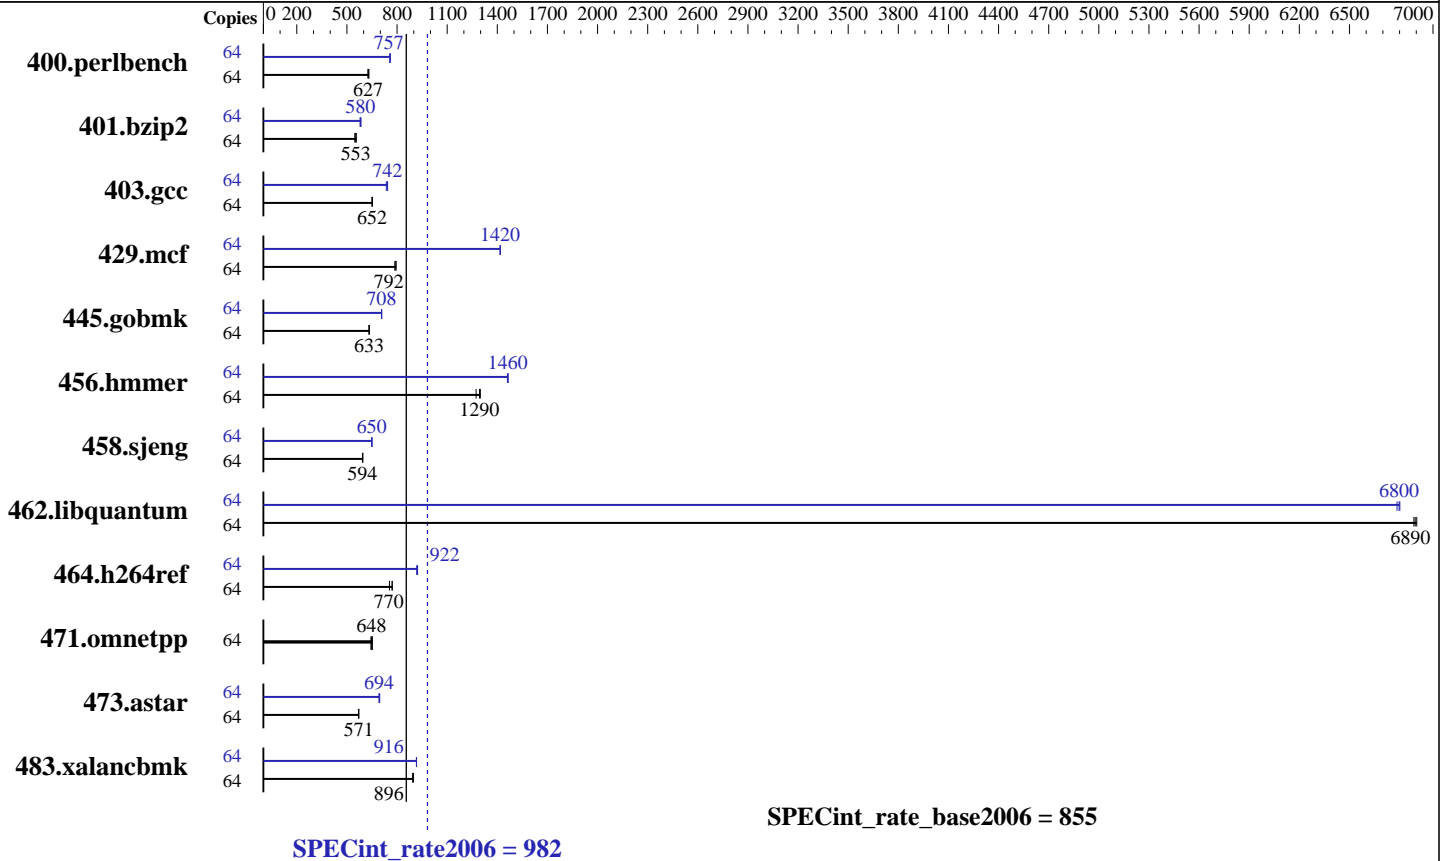 Copies 0 200 500 800 1100 1400 1700 2000 2300 2600 2900 3200 3500 3800 4100 4400 4700 5000 5300 5600 5900 6200 6500 7000
400.perlbench 64 757
64 627
401.bzip2 64 580
64 553
403.gcc 64 742
64 652
429.mcf 64 1420
64 792
445.gobmk 64 708
64 633
456.hmmer 64 1460
64 1290
458.sjeng 64 650
64 594
462.libquantum 64 6800
64 6890
464.h264ref 64 922
64 770
471.omnetpp 64 648
473.astar 64 694
64 571
483.xalancbmk 64 916
64 896
SPECint_rate_base2006 = 855
SPECint_rate2006 = 982